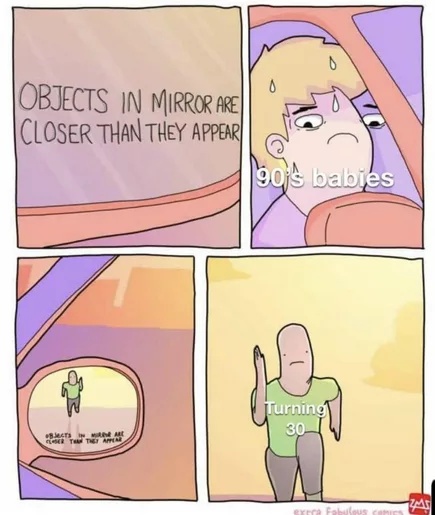 OBJECTS IN MIRROR ARE
CLOSER THAN THEY APPEAR
90's babies
OBJECTS IN MIRROR ARE
CLOSER THAN THEY APPEAR
Turning
30
exrca Fabulous comics